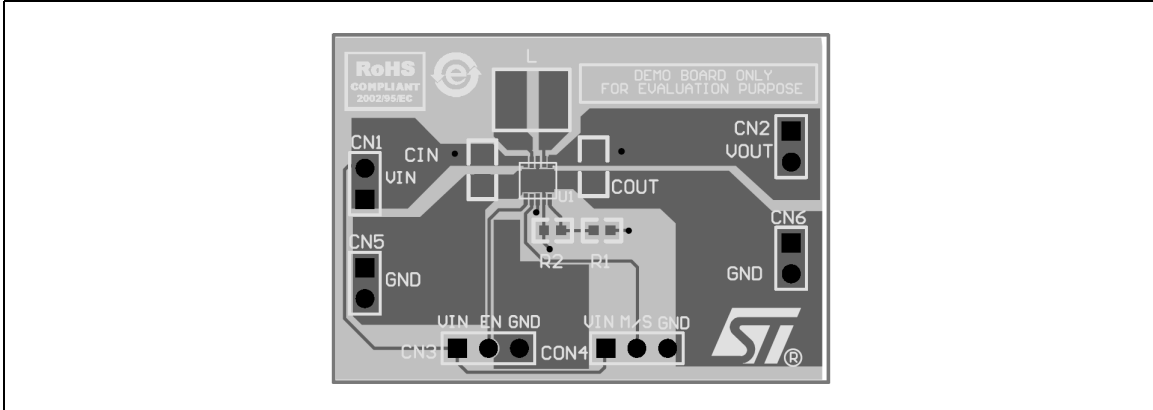 L
RoHS
COMPLIANT
2002/95/EC
e
DEMO BOARD ONLY
FOR EVALUATION PURPOSE
CN1
CIN
VIN
CN2
VOUT
COUT
U1
CN5
GND
CN6
GND
R2 R1
VIN EN GND
VIN M/S GND
CN3
CON4
ST®